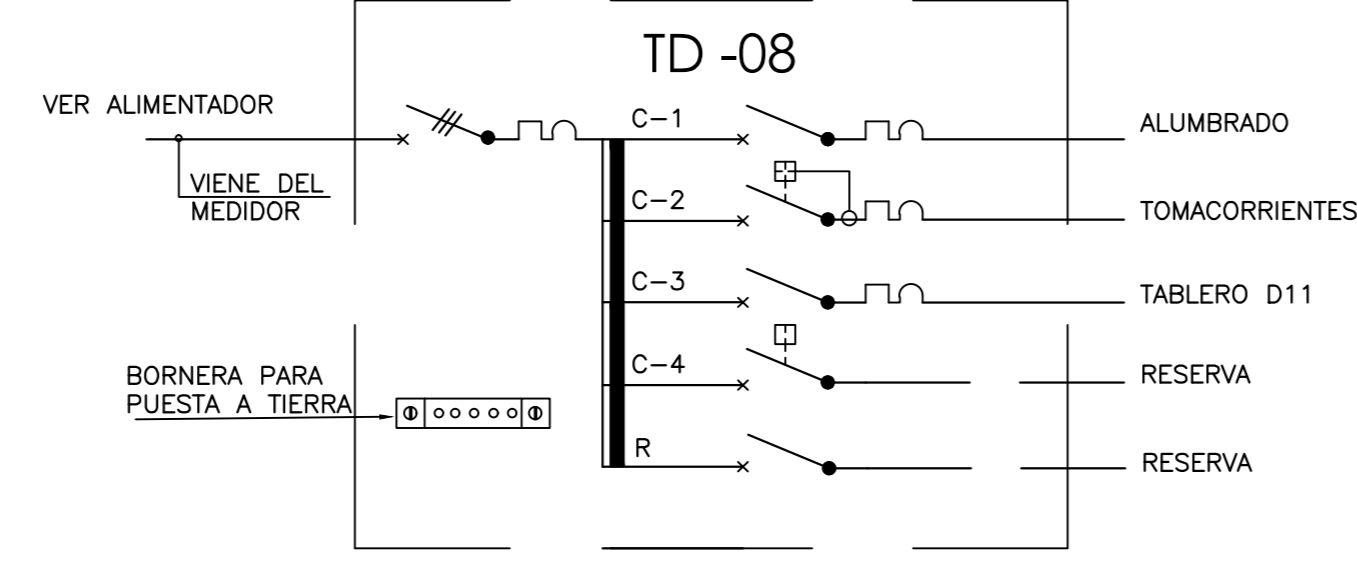 TD -08
VER ALIMENTADOR
VIENE DEL
MEDIDOR
C-1
ALUMBRADO
C-2
TOMACORRIENTES
C-3
TABLERO D11
C-4
RESERVA
BORNERA PARA
PUESTA A TIERRA
R
RESERVA